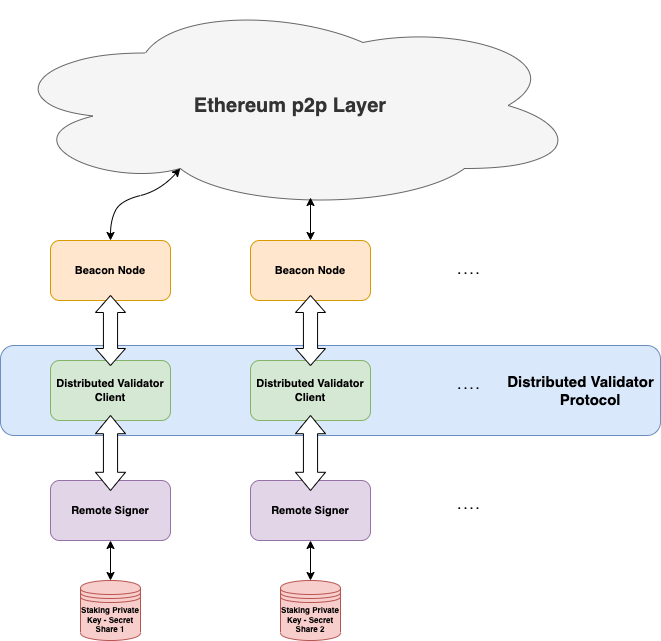 Ethereum p2p Layer
Beacon Node
Beacon Node
....
Distributed Validator
Client
Distributed Validator
Client
....
Distributed Validator
Protocol
Remote Signer
Remote Signer
....
Staking Private
Key - Secret
Share 1
Staking Private
Key - Secret
Share 2